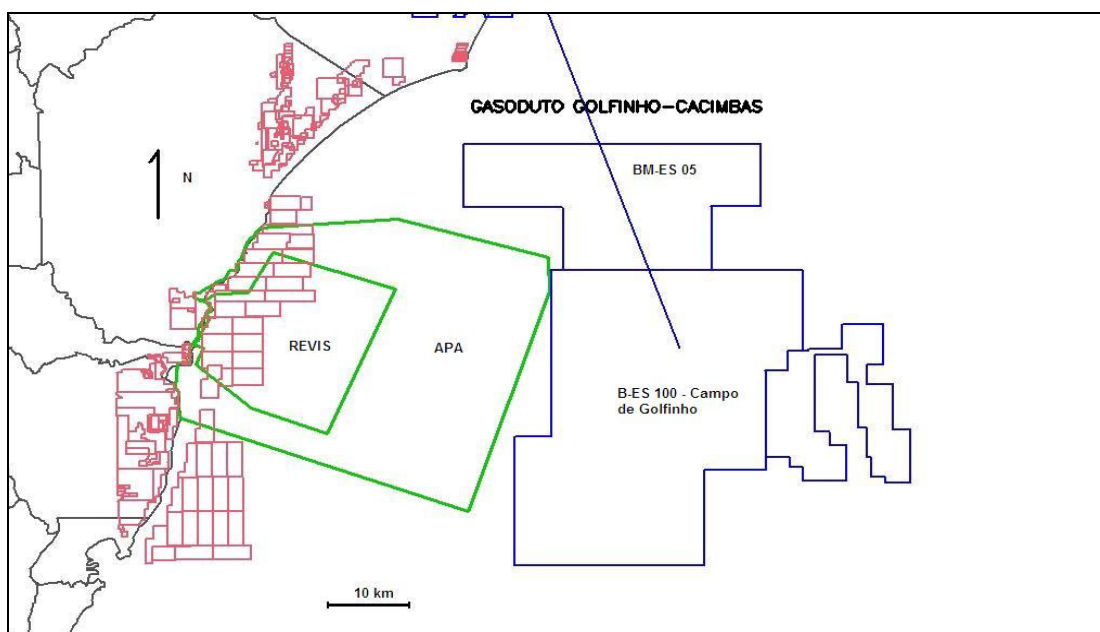 GASODUTO GOLFINHO-CACIMBAS
BM-ES 05
N
REVIS
APA
B-ES 100 - Campo
de Golfinho
10 km